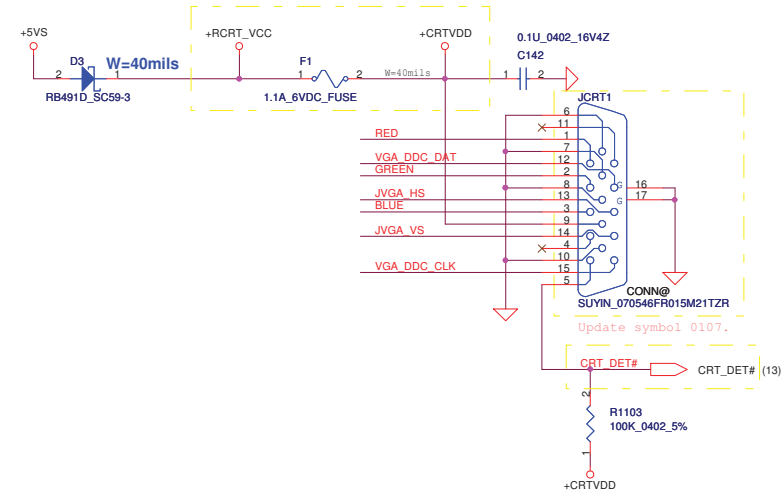 +5VS
+RCRT_VCC
+CRTVDD
0.1U_0402_16V4Z
C142
D3
W=40mils
F1
2
1
1
2
W=40mils
1
2
RB491D_SC59-3
1.1A_6VDC_FUSE
JCRT1
6
11
RED
1
7
VGA_DDC_DAT
12
GREEN
2
8
G
16
JVGA_HS
13
G
17
BLUE
3
9
JVGA_VS
14
4
10
VGA_DDC_CLK
15
5
CONN@
SUYIN_070546FR015M21TZR
Update symbol 0107.
CRT_DET#
CRT_DET# (13)
2
R1103
100K_0402_5%
1
+CRTVDD